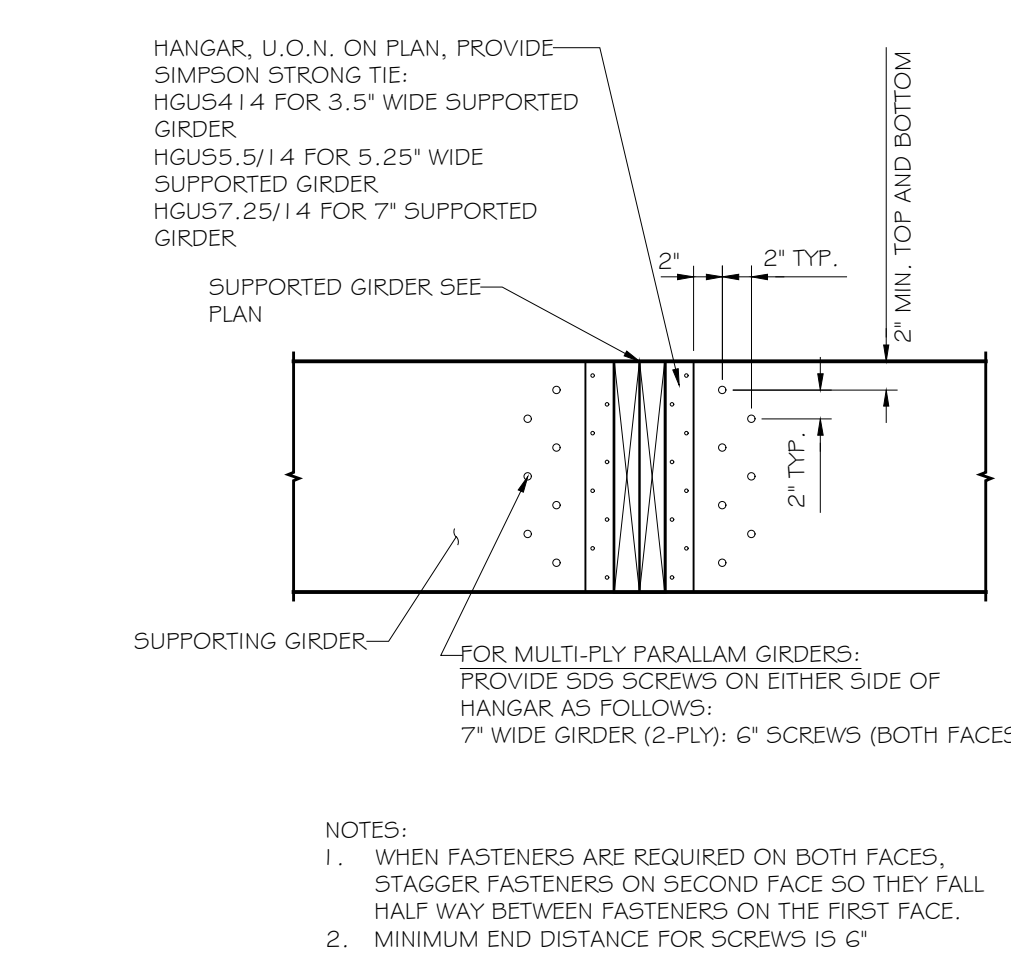 HANGAR, U.O.N. ON PLAN, PROVIDE
SIMPSON STRONG TIE:
HGUS414 FOR 3.5" WIDE SUPPORTED
GIRDER
HGUS5.5/14 FOR 5.25" WIDE
SUPPORTED GIRDER
HGUS7.25/14 FOR 7" SUPPORTED
GIRDER
SUPPORTED GIRDER SEE
PLAN
2"
2" TYP.
2" MIN. TOP AND BOTTOM
2" TYP.
SUPPORTING GIRDER
FOR MULTI-PLY PARALLAM GIRDERS:
PROVIDE SDS SCREWS ON EITHER SIDE OF
HANGAR AS FOLLOWS:
7" WIDE GIRDER (2-PLY): 6" SCREWS (BOTH FACES
NOTES:
1. WHEN FASTENERS ARE REQUIRED ON BOTH FACES,
STAGGER FASTENERS ON SECOND FACE SO THEY FALL
HALF WAY BETWEEN FASTENERS ON THE FIRST FACE.
2. MINIMUM END DISTANCE FOR SCREWS IS 6"